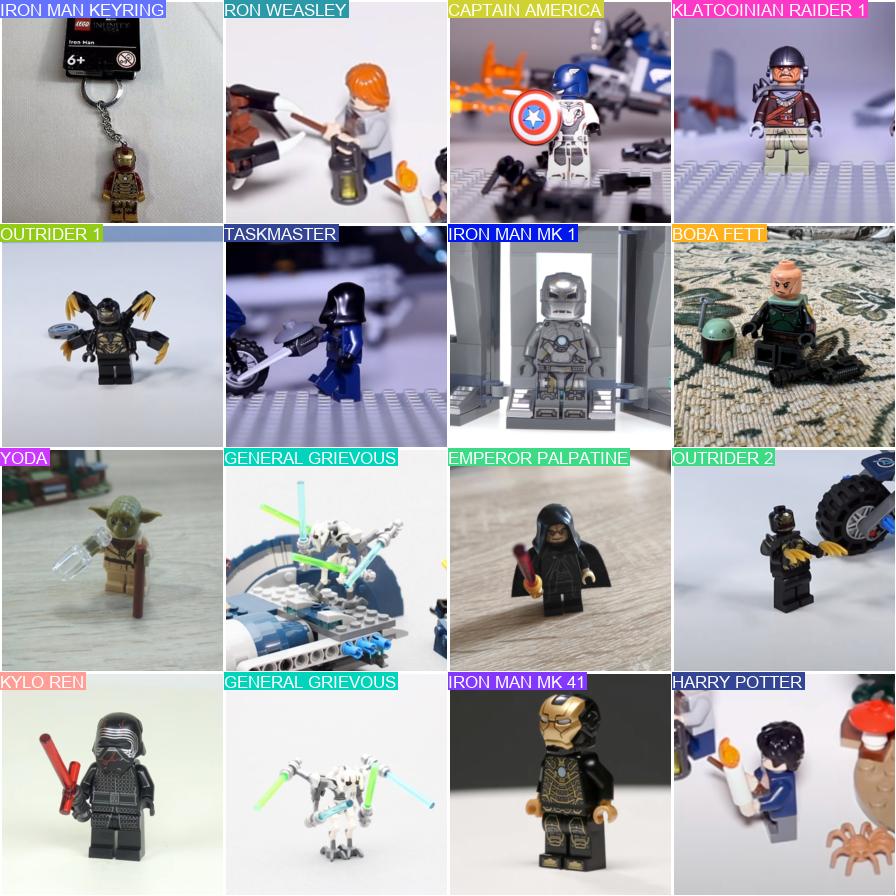 IRON MAN KEYRING
RON WEASLEY
CAPTAIN AMERICA
KLATOOINIAN RAIDER 1
LEGO
INFINITY
Iron Man
6+
OUTRIDER 1
TASKMASTER
IRON MAN MK 1
BOBA FETT
YODA
GENERAL GRIEVOUS
EMPEROR PALPATINE
OUTRIDER 2
KYLO REN
GENERAL GRIEVOUS
IRON MAN MK 41
HARRY POTTER